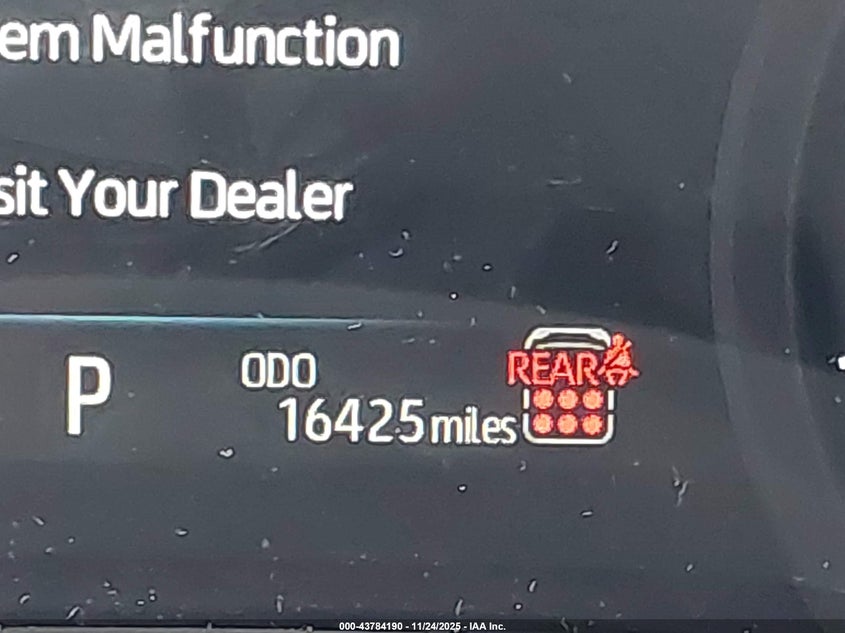 em Malfunction
sit Your Dealer
P
ODO
16425 miles
REAR
000-43784190 - 11/24/2025 - IAA Inc.